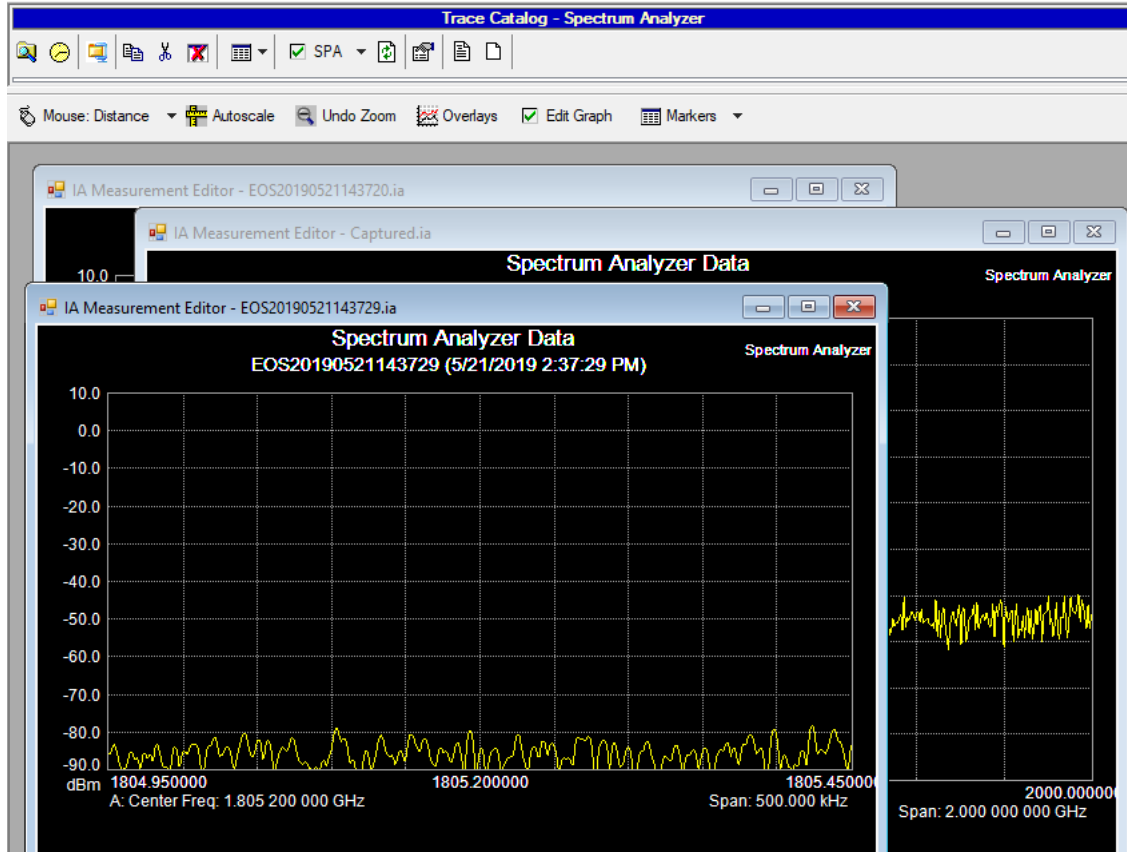 Trace Catalog - Spectrum Analyzer
SPA
Mouse: Distance Autoscale Undo Zoom Overlays Edit Graph Markers
IA Measurement Editor - EOS20190521143720.ia
10.0
IA Measurement Editor - Captured.ia
Spectrum Analyzer Data
Spectrum Analyzer
2000.000000
Span: 2.000 000 000 GHz
IA Measurement Editor - EOS20190521143729.ia
Spectrum Analyzer Data
Spectrum Analyzer
EOS20190521143729 (5/21/2019 2:37:29 PM)
10.0
0.0
-10.0
-20.0
-30.0
-40.0
-50.0
-60.0
-70.0
-80.0
-90.0
dBm 1804.950000 1805.200000 1805.450000
A: Center Freq: 1.805 200 000 GHz Span: 500.000 kHz